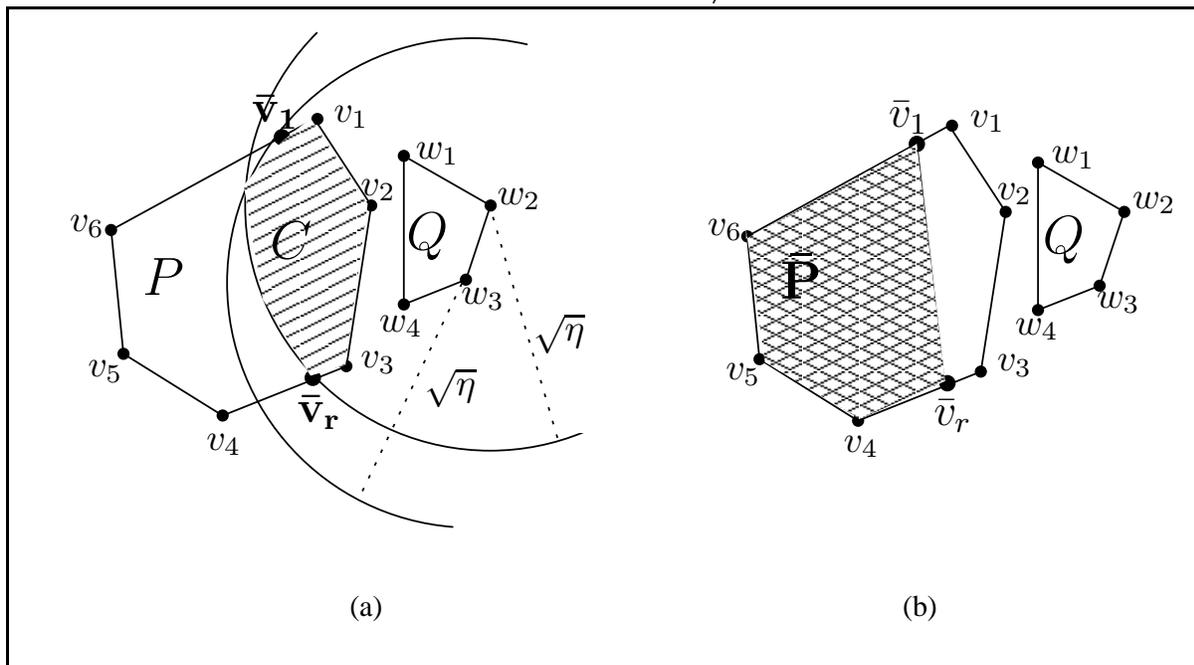 v̄₁ v₁
v₂
w₁
w₂
v₆
P
C
Q
w₃
w₄
√η
√η
v₅
v₃
v̄ᵣ
v₄
(a)
v̄₁ v₁
v₂
w₁
w₂
v₆
P̄
Q
w₃
w₄
v₅
v₃
v̄ᵣ
v₄
(b)